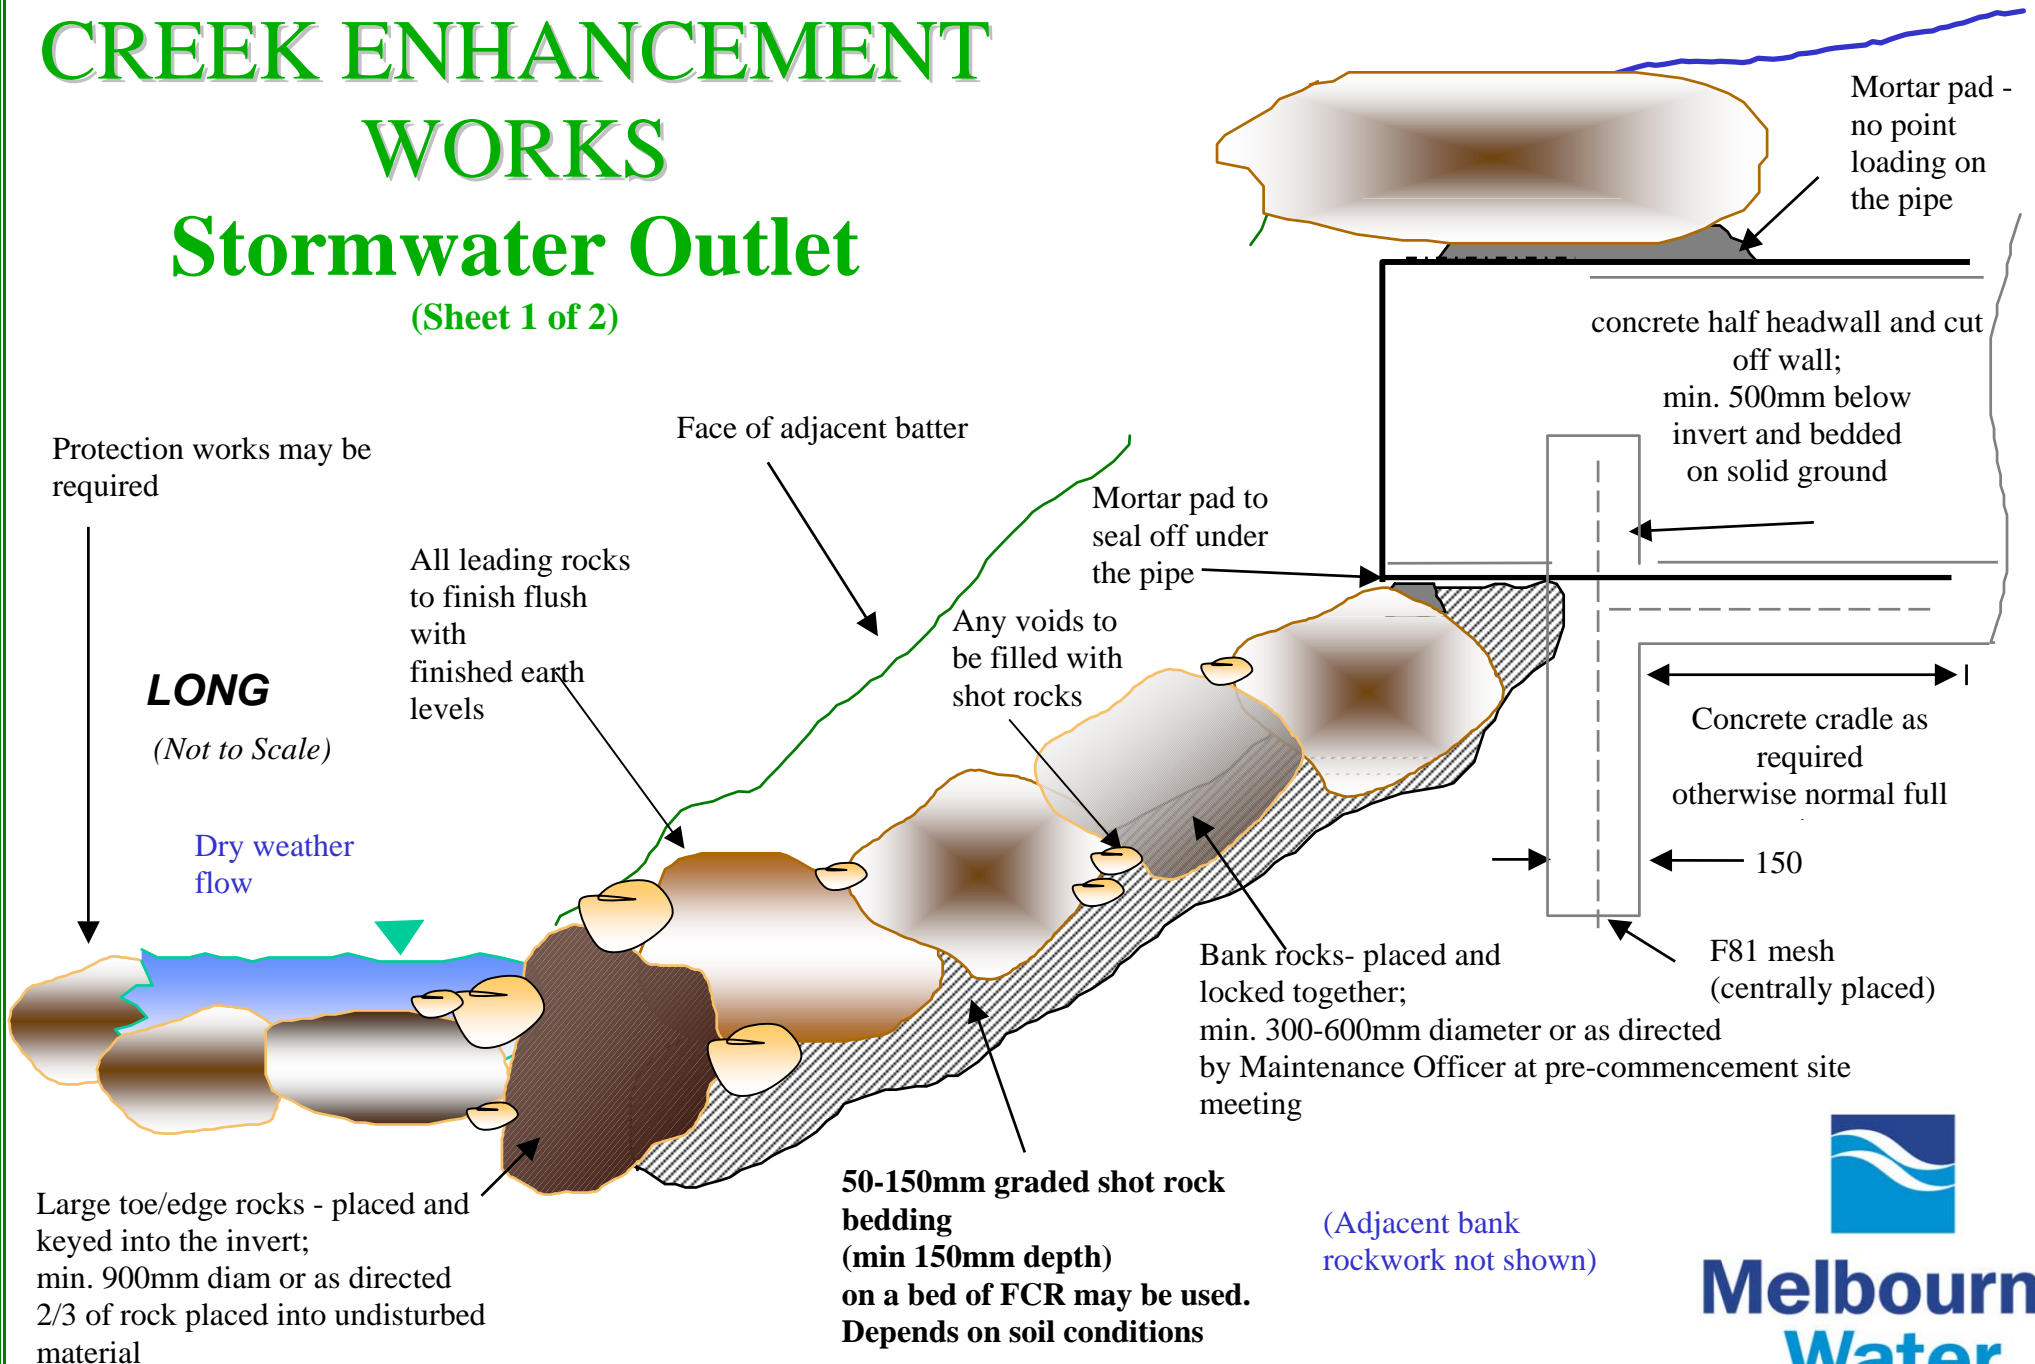 CREEK ENHANCEMENT
WORKS
Stormwater Outlet
(Sheet 1 of 2)
Mortar pad -
no point
loading on
the pipe
concrete half headwall and cut
off wall;
min. 500mm below
invert and bedded
on solid ground
Face of adjacent batter
Protection works may be
required
Mortar pad to
seal off under
the pipe
All leading rocks
to finish flush
with
finished earth
levels
Any voids to
be filled with
shot rocks
LONG
(Not to Scale)
Concrete cradle as
required
otherwise normal full
Dry weather
flow
150
Bank rocks- placed and
locked together;
min. 300-600mm diameter or as directed
by Maintenance Officer at pre-commencement site
meeting
F81 mesh
(centrally placed)
Large toe/edge rocks - placed and
keyed into the invert;
min. 900mm diam or as directed
2/3 of rock placed into undisturbed
material
50-150mm graded shot rock
bedding
(min 150mm depth)
on a bed of FCR may be used.
Depends on soil conditions
(Adjacent bank
rockwork not shown)
Melbourn
Water